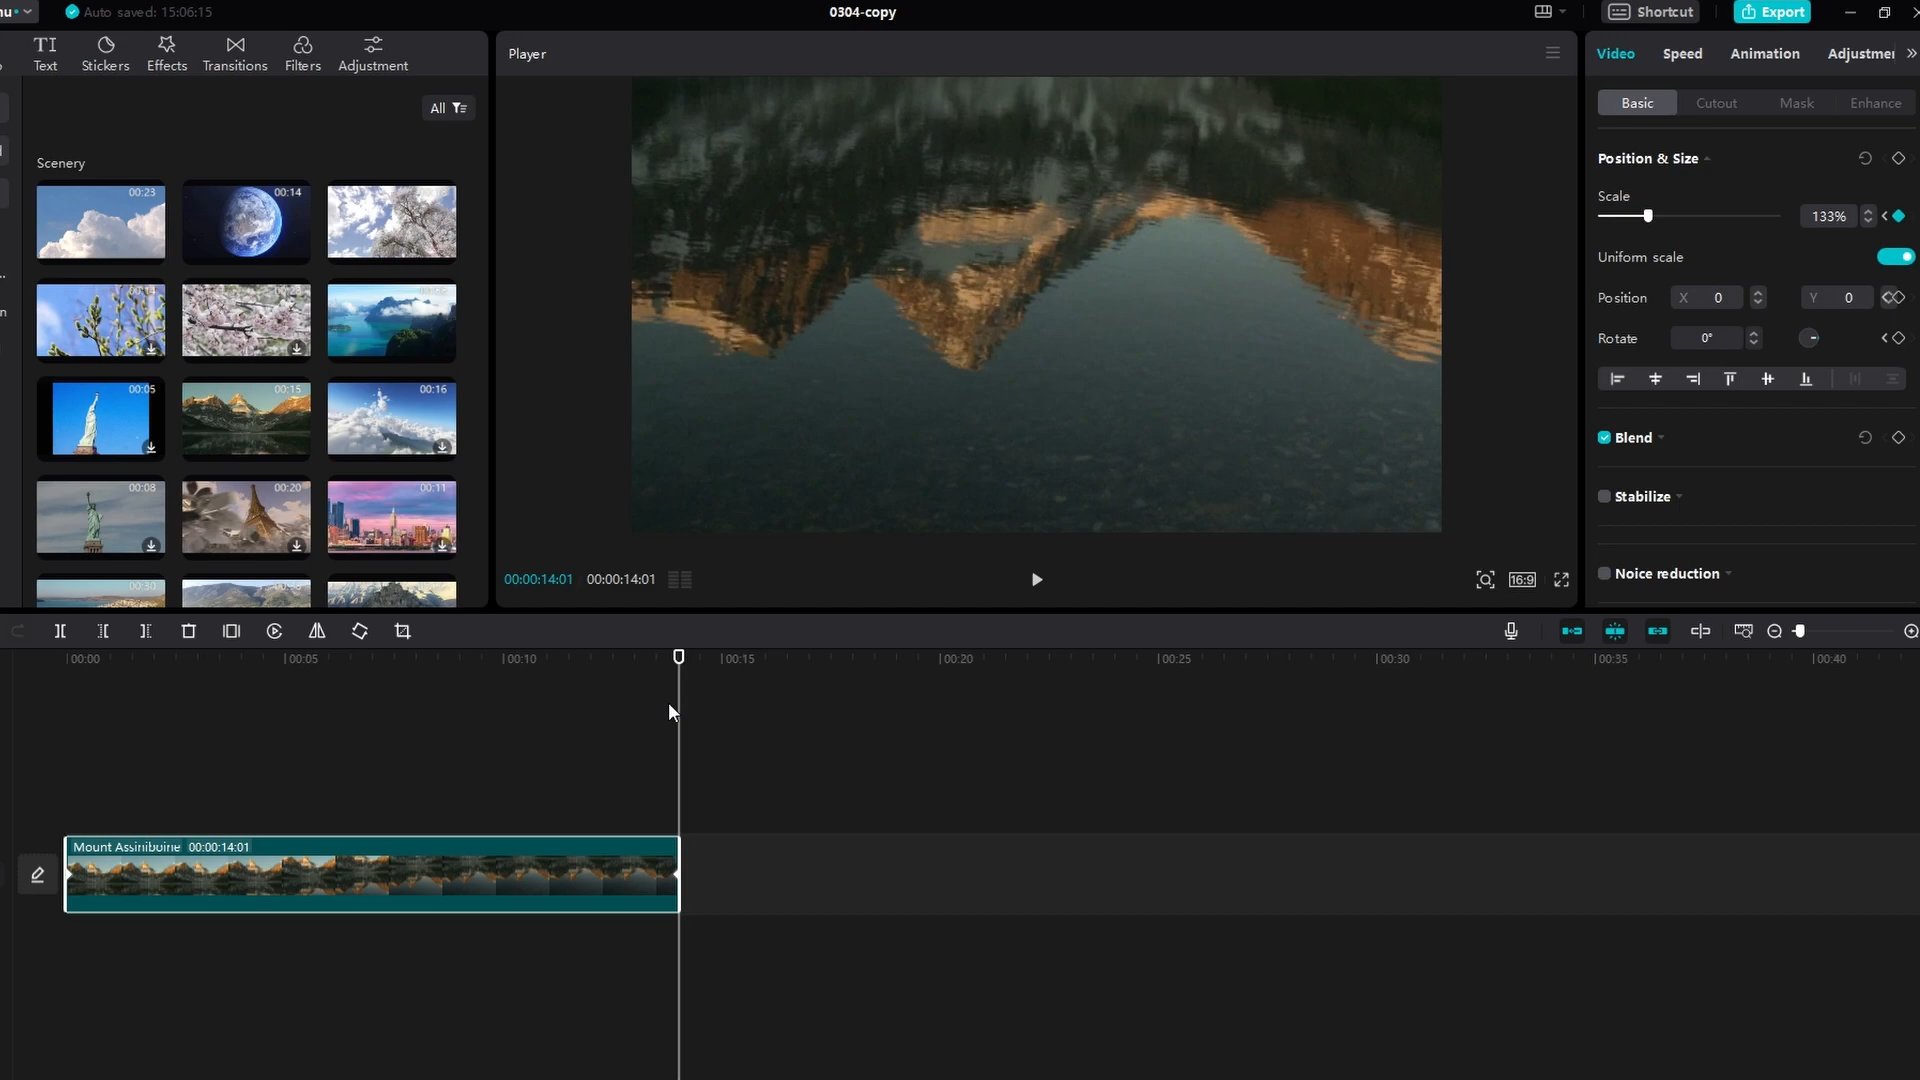 nu
Auto saved: 15:06:15
0304-copy
Shortcut
Export
Text
Stickers
Effects
Transitions
Filters
Adjustment
All
Scenery
00:23
00:14
00:05
00:15
00:16
00:08
00:20
00:11
00:30
Player
00:00:14:01
00:00:14:01
16:9
Video
Speed
Animation
Adjustmei
Basic
Cutout
Mask
Enhance
Position & Size
Scale
133%
Uniform scale
Position
X 0
Y 0
Rotate
0°
Blend
Stabilize
Noice reduction
00:00
00:05
00:10
00:15
00:20
00:25
00:30
00:35
00:40
Mount Assiniboine 00:00:14:01